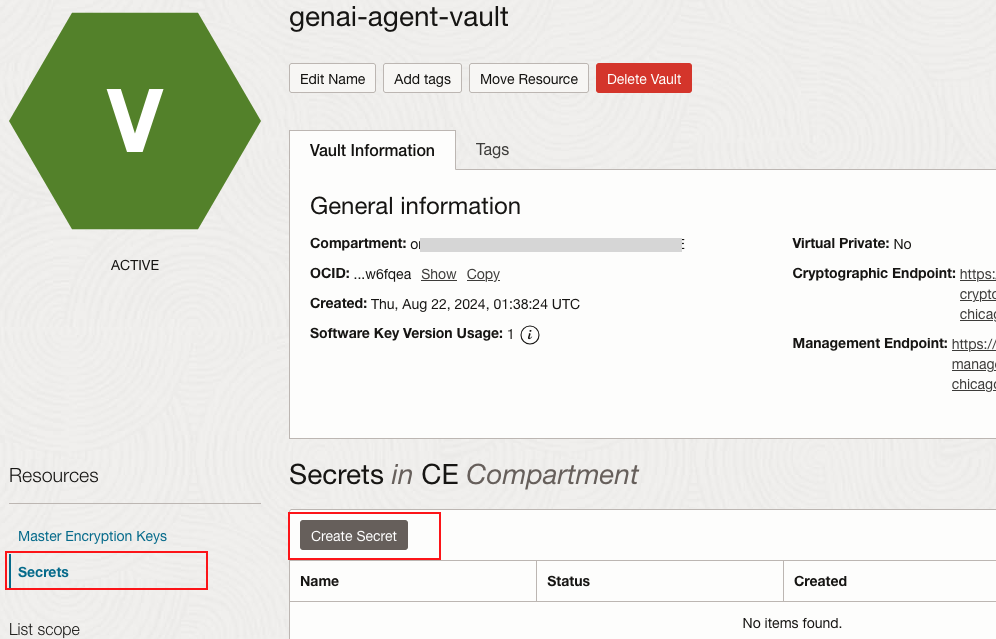 genai-agent-vault
V
Edit Name Add tags Move Resource Delete Vault
ACTIVE
Vault Information Tags
General information
Compartment:
OCID: ...w6fqea Show Copy
Created: Thu, Aug 22, 2024, 01:38:24 UTC
Software Key Version Usage: 1 i
Virtual Private: No
Cryptographic Endpoint: https:
crypto
chicag
Management Endpoint: https://
manage
chicago
Resources
Master Encryption Keys
Secrets
List scope
Secrets in CE Compartment
Create Secret
Name Status Created
No items found.